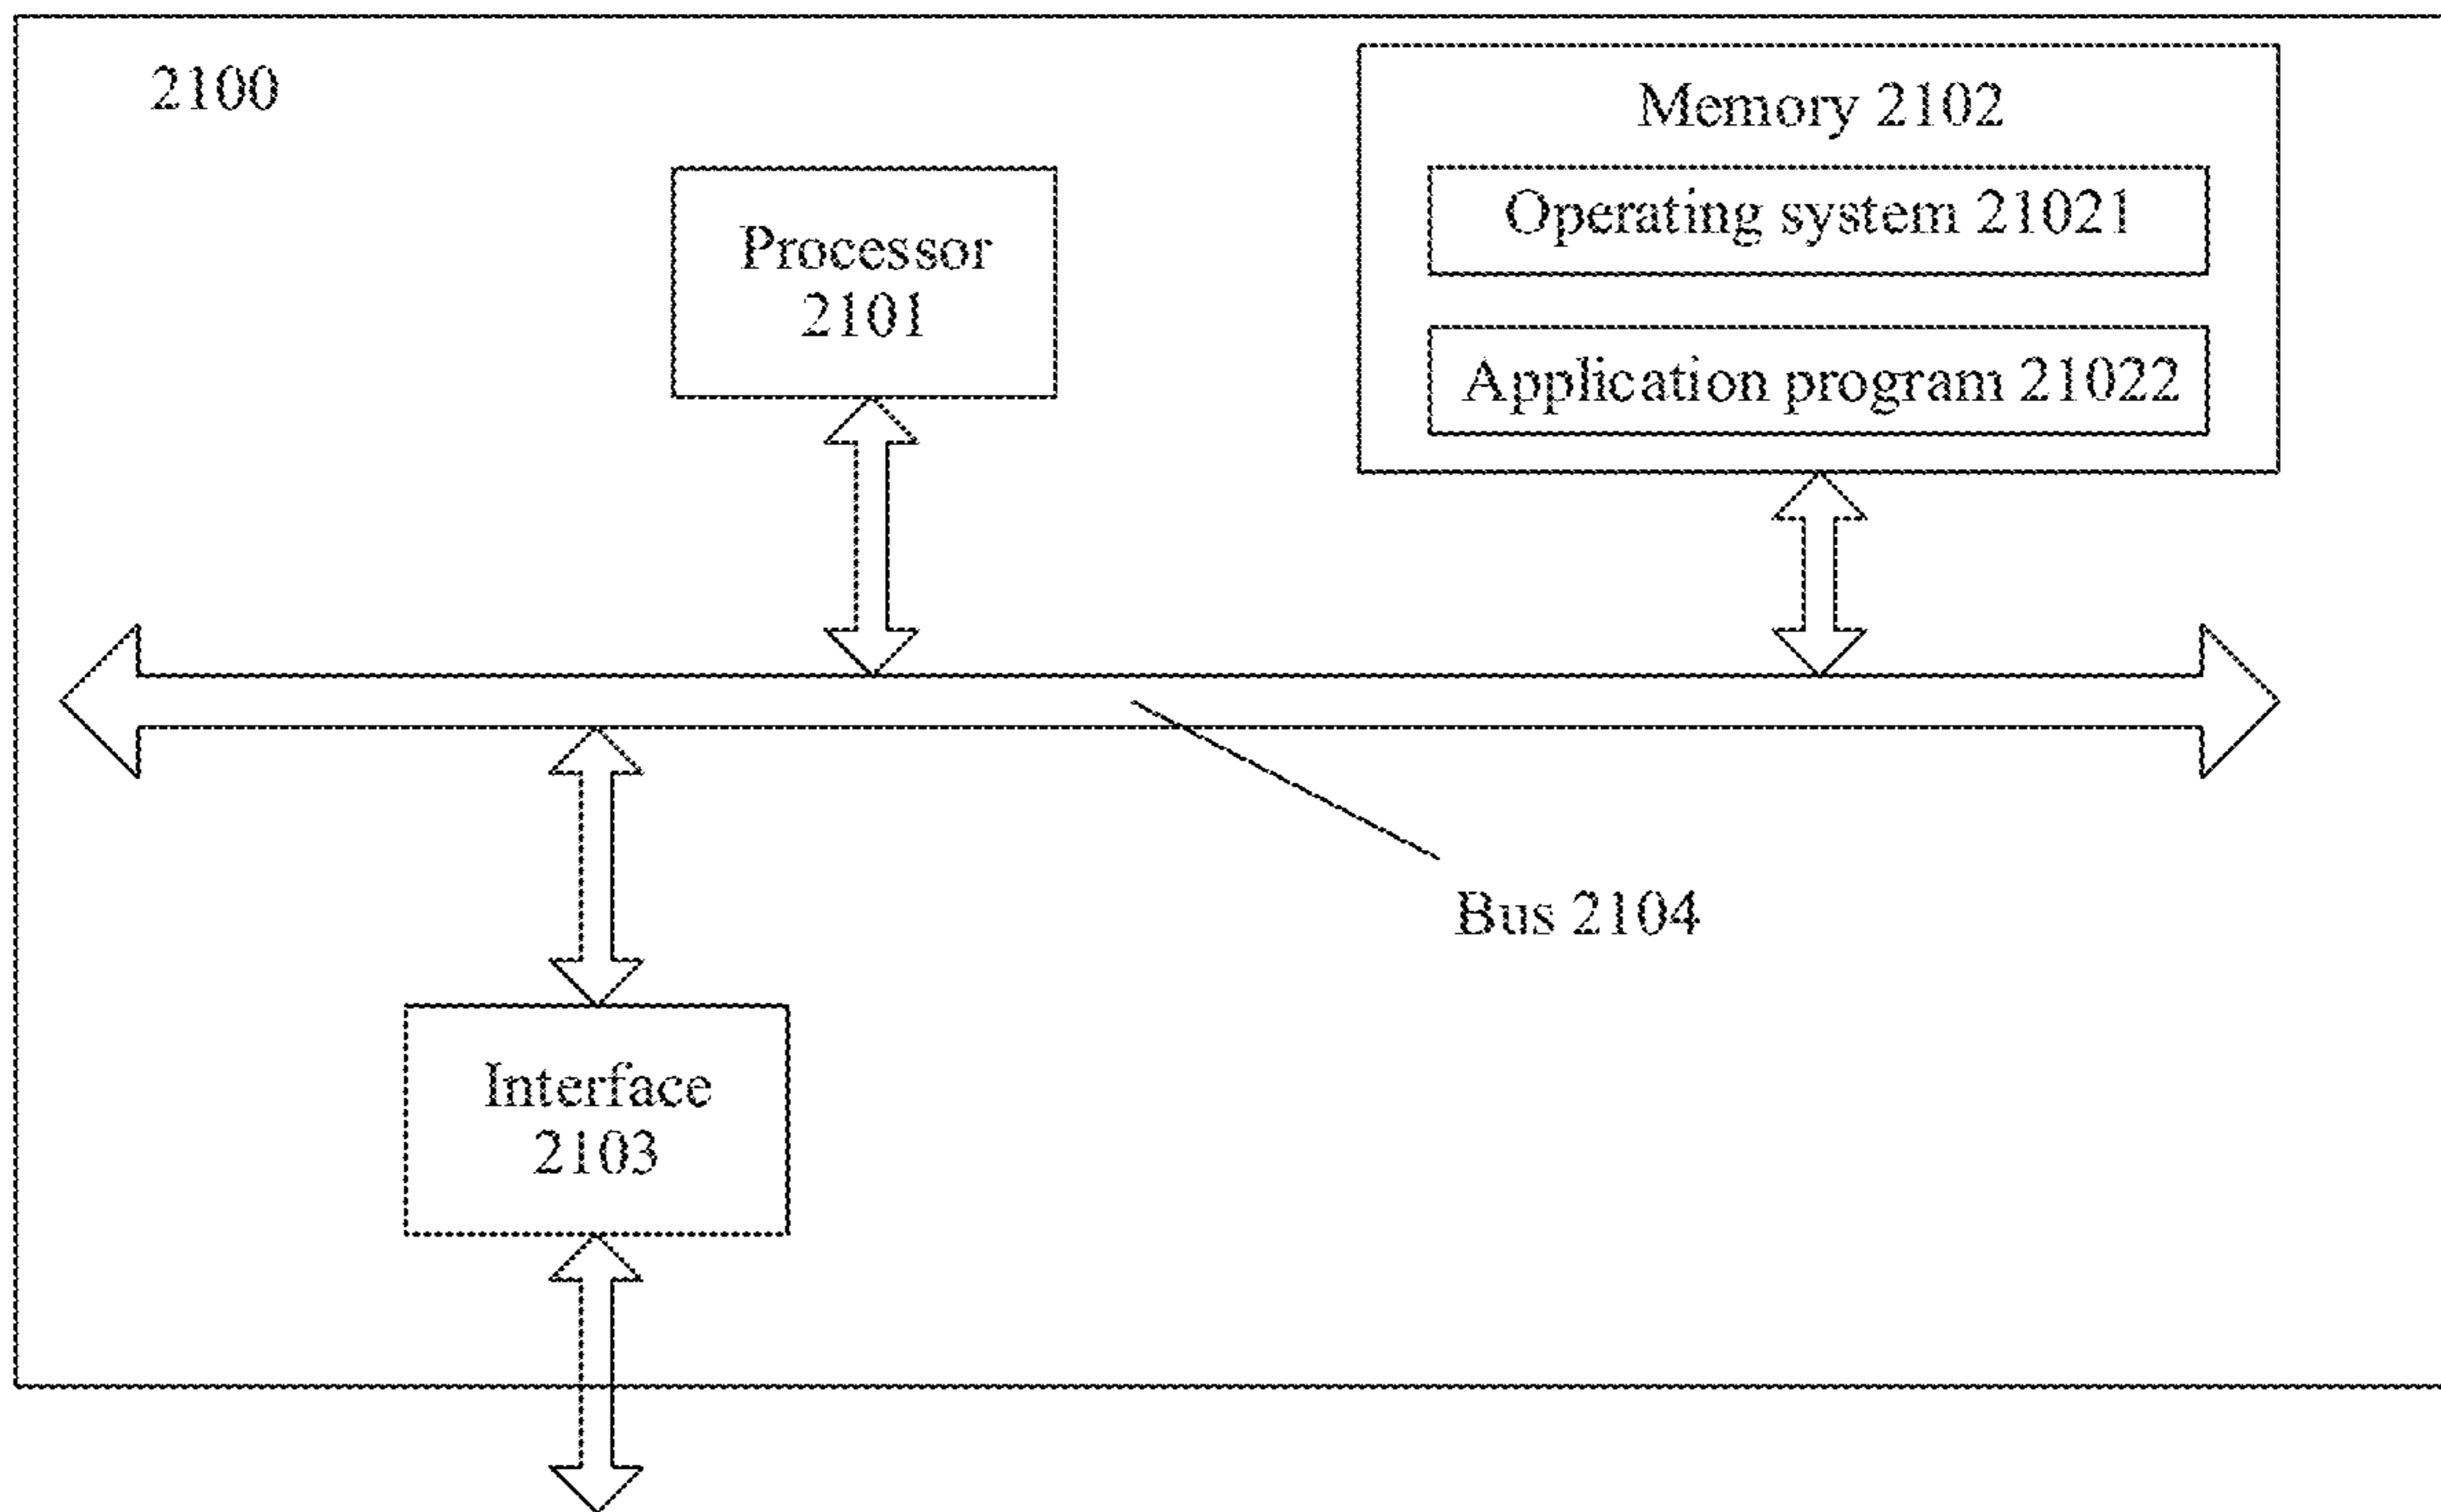 2100
Memory 2102
Operating system 21021
Processor
2101
Application program 21022
Bus 2104
Interface
2103